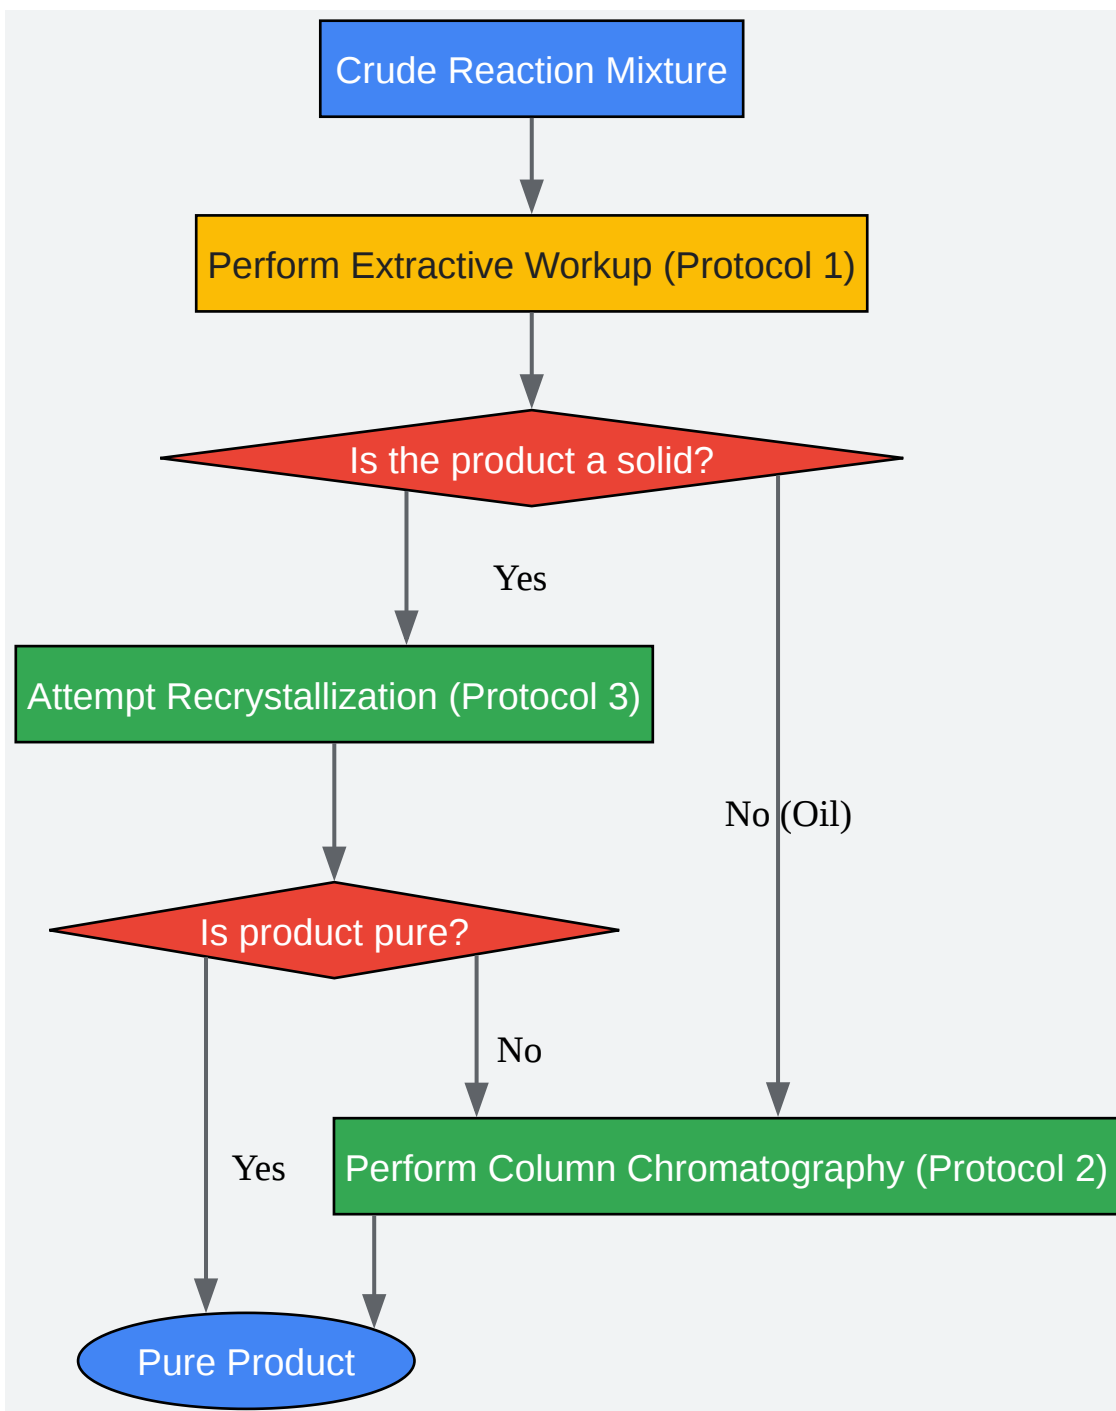 Crude Reaction Mixture
Perform Extractive Workup (Protocol 1)
Is the product a solid?
Yes
Attempt Recrystallization (Protocol 3)
No (Oil)
Is product pure?
No
Yes
Perform Column Chromatography (Protocol 2)
Pure Product